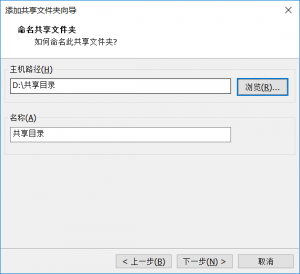 添加共享文件夹向导
命名共享文件夹
如何命名此共享文件夹?
主机路径(H)
D:\共享目录
浏览(R)...
名称(A)
共享目录
< 上一步(B)
下一步(N) >
取消